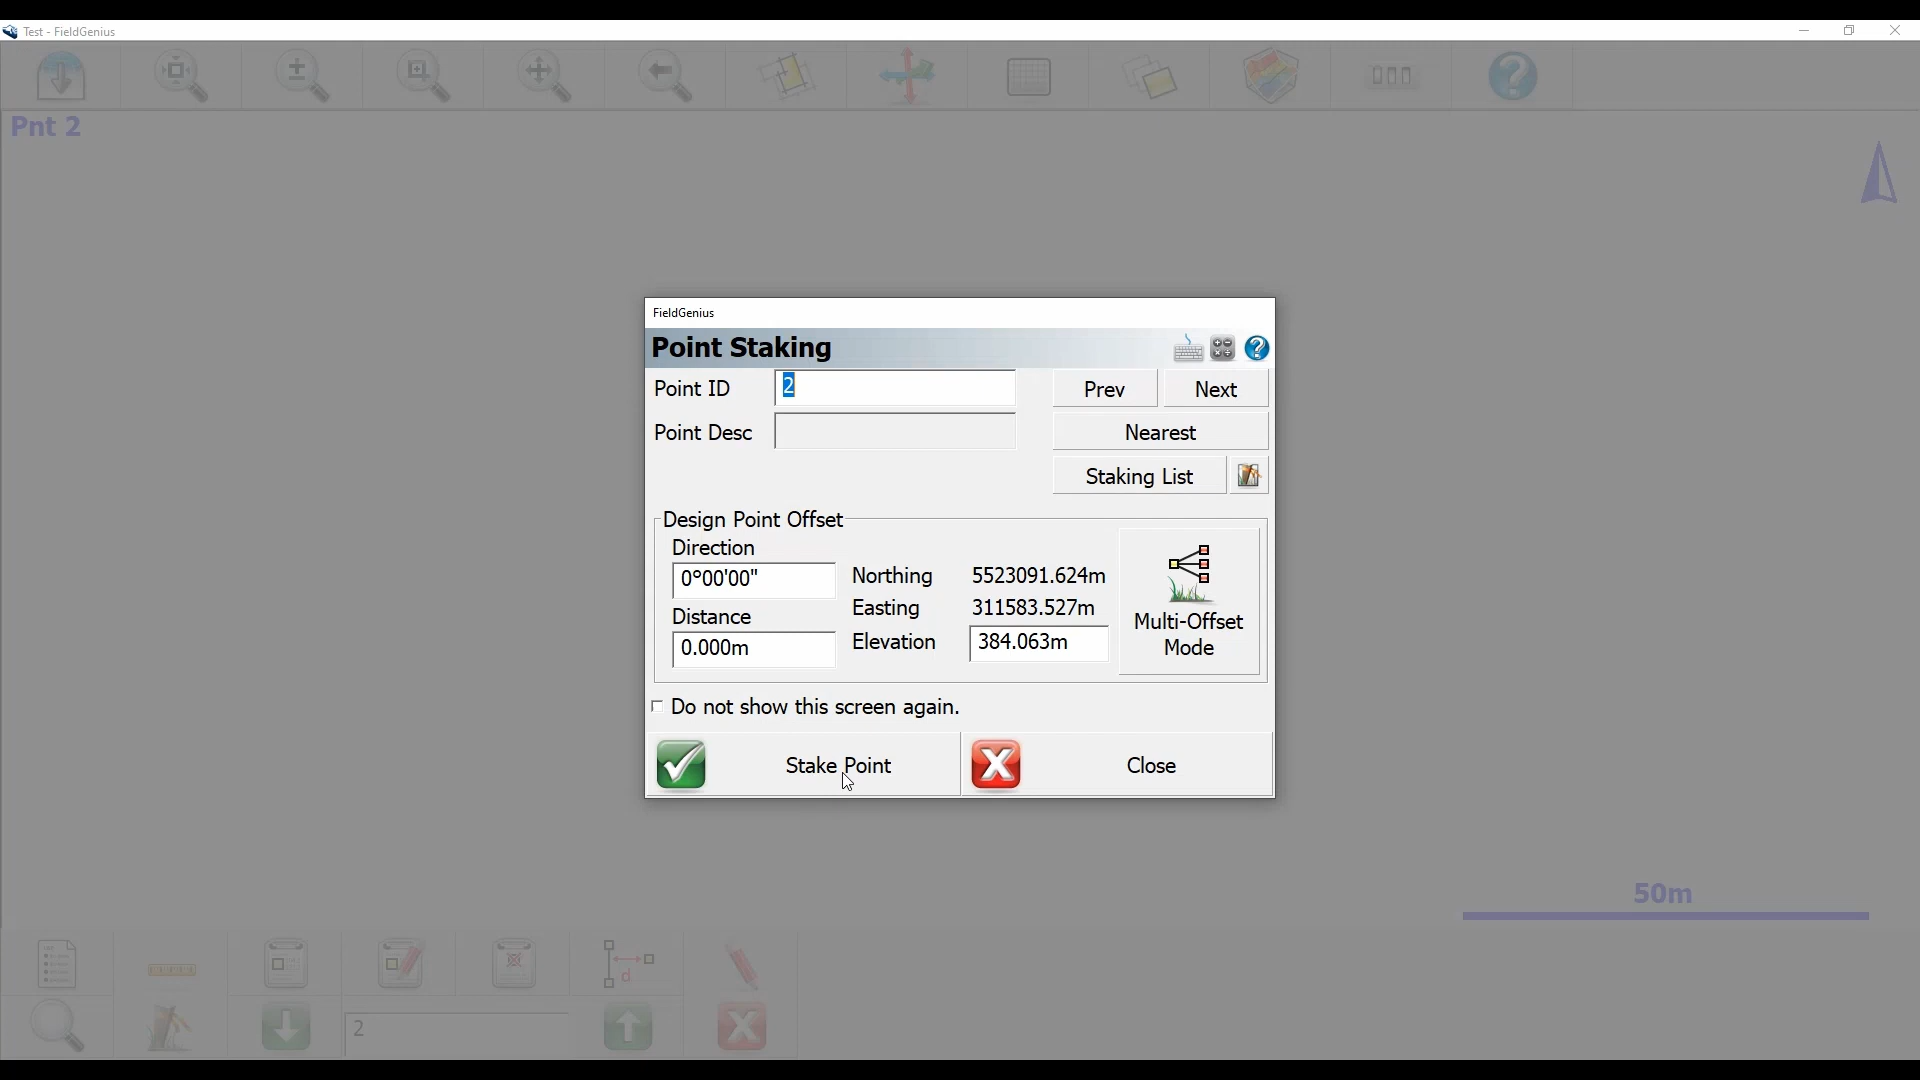 Test - FieldGenius
Pnt 2
FieldGenius
Point Staking
Point ID 2 Prev Next
Point Desc Nearest
Staking List
Design Point Offset
Direction
0°00'00" Northing 5523091.624m
Distance Easting 311583.527m
0.000m Elevation 384.063m
Multi-Offset
Mode
Do not show this screen again.
Stake Point Close
50m
d
2